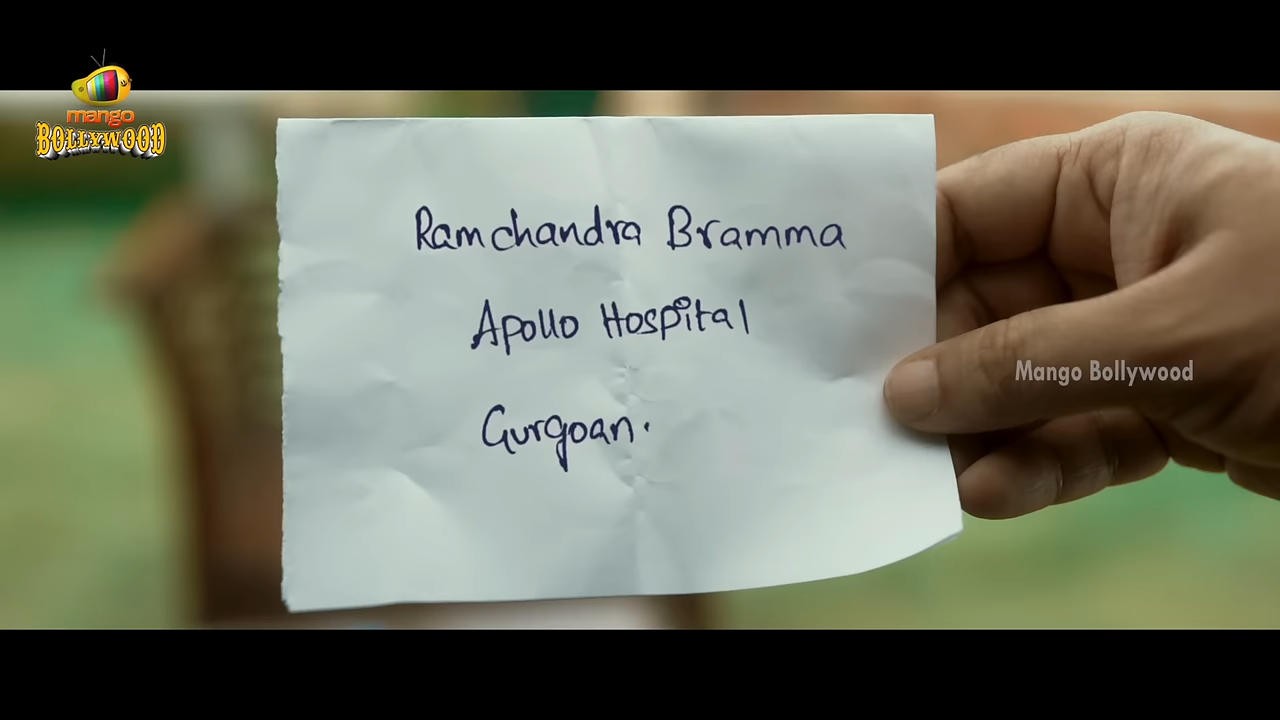 mango
BOLLYWOOD
Ramchandra Bramma
Apollo Hospital
Gurgoan.
Mango Bollywood